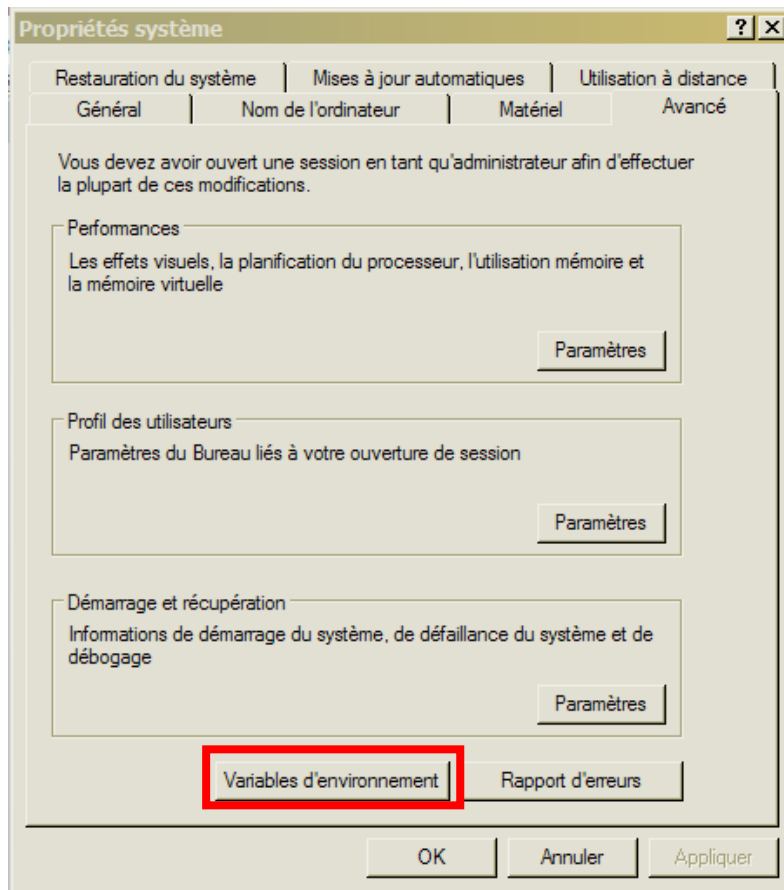 Propriétés système
Restauration du système Mises à jour automatiques Utilisation à distance
Général Nom de l'ordinateur Matériel Avancé
Vous devez avoir ouvert une session en tant qu'administrateur afin d'effectuer
la plupart de ces modifications.
Performances
Les effets visuels, la planification du processeur, l'utilisation mémoire et
la mémoire virtuelle
Paramètres
Profil des utilisateurs
Paramètres du Bureau liés à votre ouverture de session
Paramètres
Démarrage et récupération
Informations de démarrage du système, de défaillance du système et de
débogage
Paramètres
Variables d'environnement Rapport d'erreurs
OK Annuler Appliquer